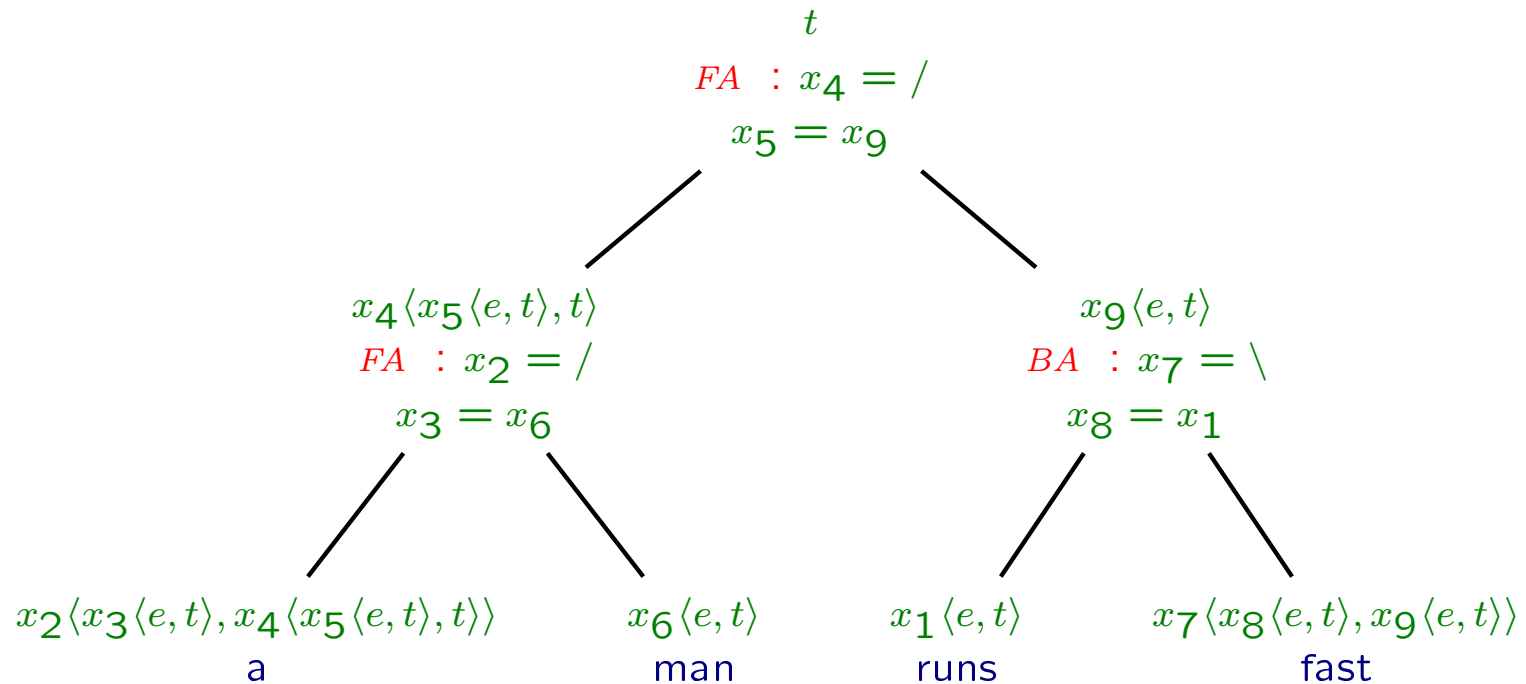 t
FA : x₄ = /
x₅ = x₉
x₄⟨x₅⟨e, t⟩, t⟩ x₉⟨e, t⟩
FA : x₂ = / BA : x₇ = \
x₃ = x₆ x₈ = x₁
x₂⟨x₃⟨e, t⟩, x₄⟨x₅⟨e, t⟩, t⟩⟩ x₆⟨e, t⟩ x₁⟨e, t⟩ x₇⟨x₈⟨e, t⟩, x₉⟨e, t⟩⟩
a man runs fast